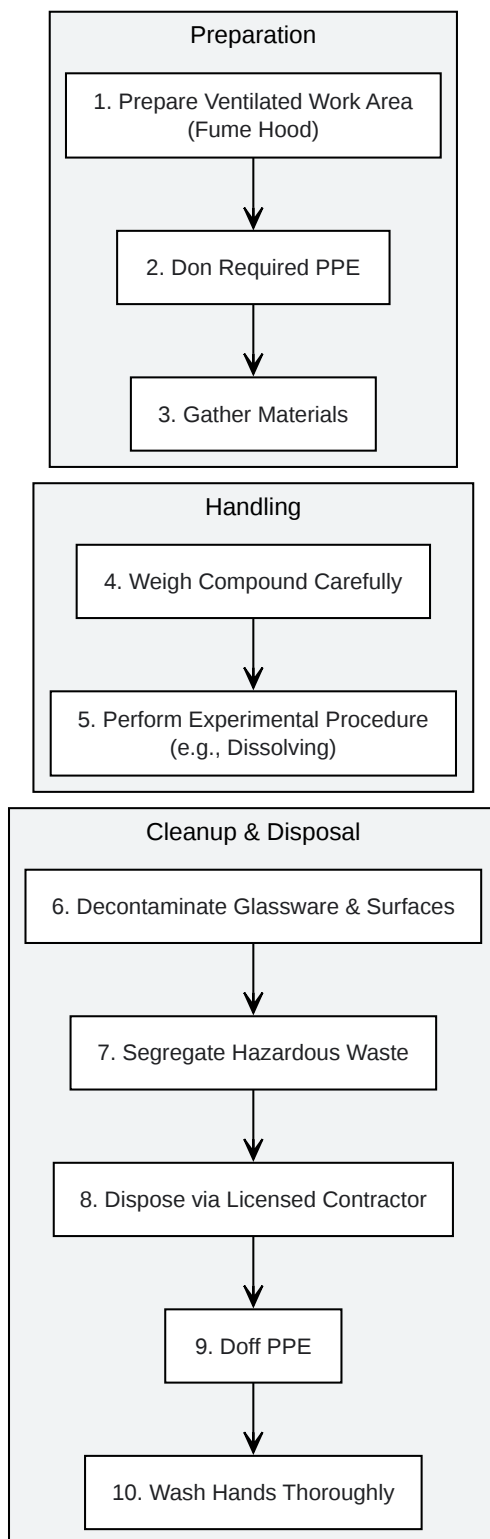 Preparation
1. Prepare Ventilated Work Area
(Fume Hood)
2. Don Required PPE
3. Gather Materials
Handling
4. Weigh Compound Carefully
5. Perform Experimental Procedure
(e.g., Dissolving)
Cleanup & Disposal
6. Decontaminate Glassware & Surfaces
7. Segregate Hazardous Waste
8. Dispose via Licensed Contractor
9. Doff PPE
10. Wash Hands Thoroughly